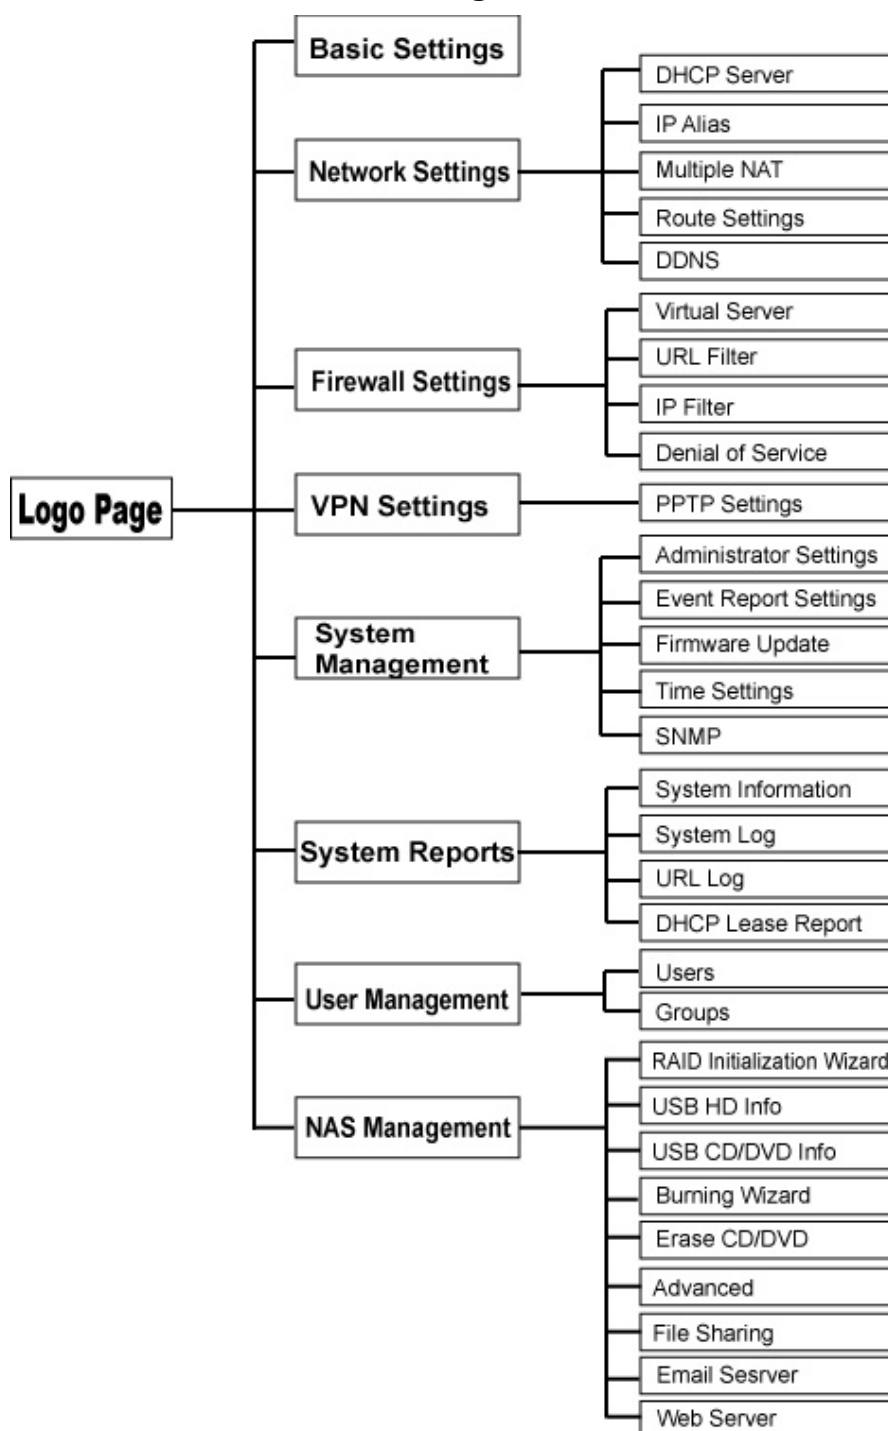 Logo Page
Basic Settings
Network Settings
DHCP Server
IP Alias
Multiple NAT
Route Settings
DDNS
Firewall Settings
Virtual Server
URL Filter
IP Filter
Denial of Service
VPN Settings
PPTP Settings
System
Management
Administrator Settings
Event Report Settings
Firmware Update
Time Settings
SNMP
System Reports
System Information
System Log
URL Log
DHCP Lease Report
User Management
Users
Groups
NAS Management
RAID Initialization Wizard
USB HD Info
USB CD/DVD Info
Burning Wizard
Erase CD/DVD
Advanced
File Sharing
Email Sesrver
Web Server